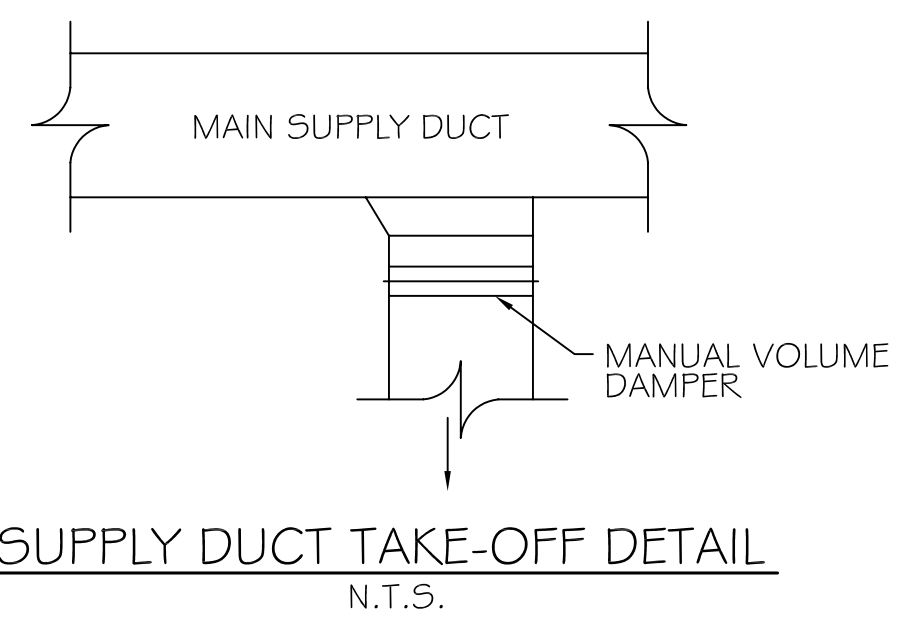 MAIN SUPPLY DUCT
MANUAL VOLUME
DAMPER
SUPPLY DUCT TAKE-OFF DETAIL
N.T.S.